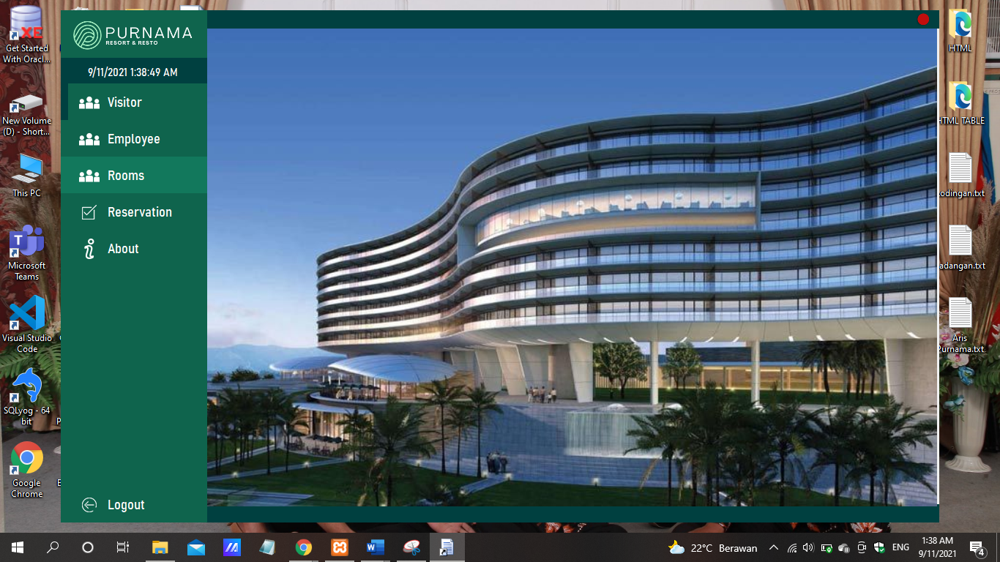 Get Started
With Oracl...
New Volume
(D) - Short...
This PC
Microsoft
Teams
Visual Studio
Code
SQLyog - 64
bit
Google
Chrome
PURNAMA
RESORT & RESTO
9/11/2021 1:38:49 AM
Visitor
Employee
Rooms
Reservation
About
Logout
HTML
HTML TABLE
codingan.txt
adangan.txt
Aris
Purnama.txt
22°C Berawan
ENG
1:38 AM
9/11/2021
4